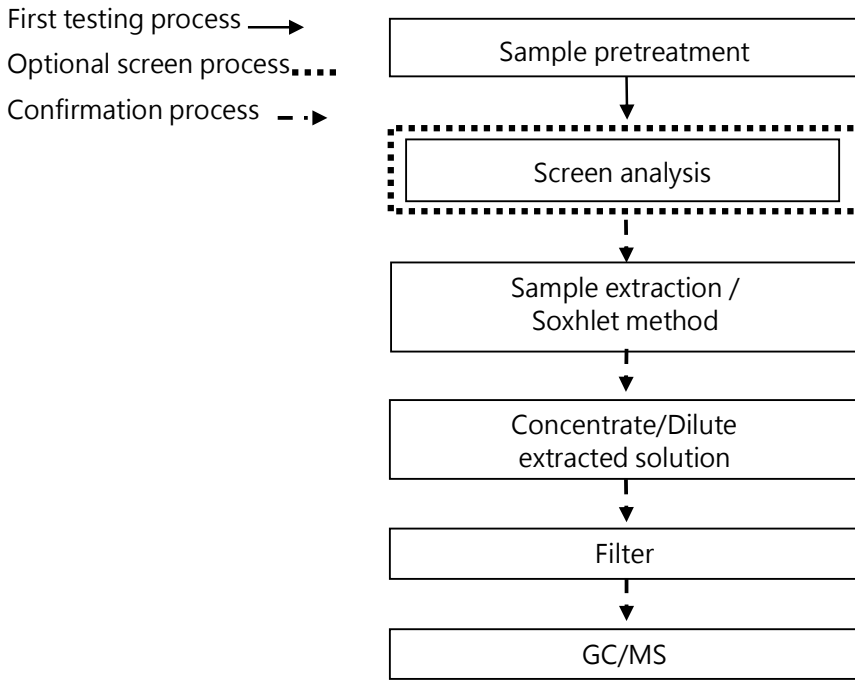 First testing process
Optional screen process
Confirmation process
Sample pretreatment
Screen analysis
Sample extraction /
Soxhlet method
Concentrate/Dilute
extracted solution
Filter
GC/MS